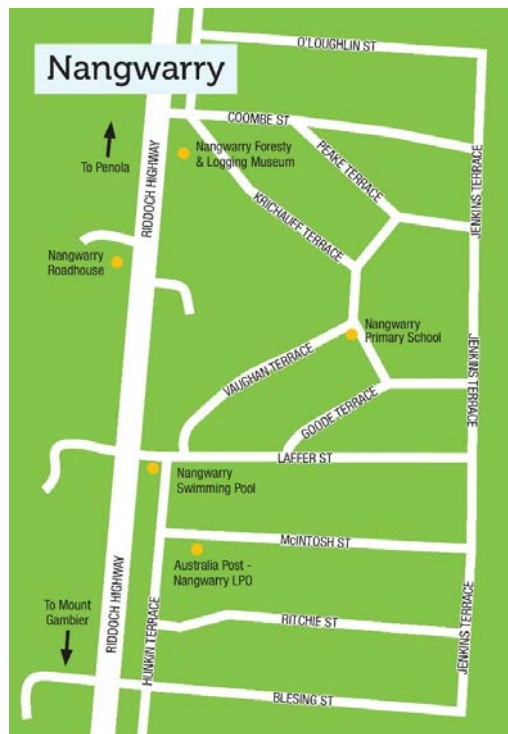 O'LOUGHLIN ST
Nangwarry
COOMBE ST
To Penola
RIDDOCH HIGHWAY
Nangwarry Foresty
& Logging Museum
PEAKE TERRACE
JENKINS TERRACE
KRICHAUFF TERRACE
Nangwarry
Roadhouse
Nangwarry
Primary School
VAUGHAN TERRACE
JENKINS TERRACE
GOODE TERRACE
LAFFER ST
Nangwarry
Swimming Pool
McINTOSH ST
Australia Post -
Nangwarry LPO
RIDDOCH HIGHWAY
To Mount
Gambier
HUNKIN TERRACE
RITCHIE ST
JENKINS TERRACE
BLESING ST